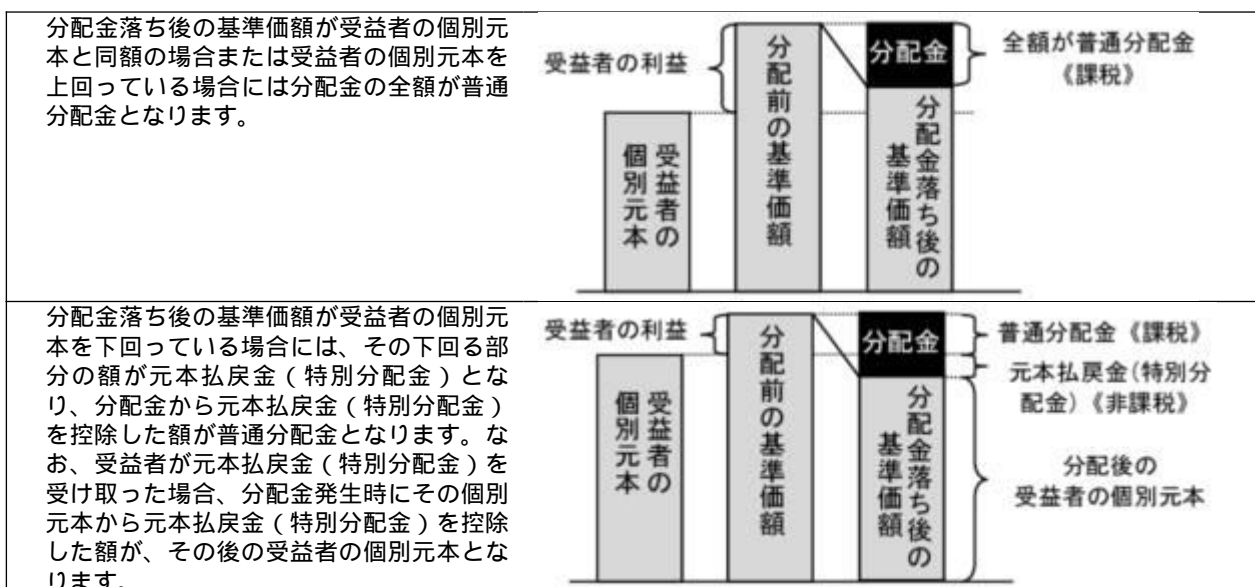 分配金落ち後の基準価額が受益者の個別元
本と同額の場合または受益者の個別元本を
上回っている場合には分配金の全額が普通
分配金となります。
受益者の利益
受益者の
個別元本
分配前の基準価額
分配金
分配金落ち後の
基準価額
全額が普通分配金
《課税》
分配金落ち後の基準価額が受益者の個別元
本を下回っている場合には、その下回る部
分の額が元本払戻金（特別分配金）とな
り、分配金から元本払戻金（特別分配金）
を控除した額が普通分配金となります。な
お、受益者が元本払戻金（特別分配金）を
受け取った場合、分配金発生時にその個別
元本から元本払戻金（特別分配金）を控除
した額が、その後の受益者の個別元本とな
ります。
受益者の利益
受益者の
個別元本
分配前の基準価額
分配金
分配金落ち後の
基準価額
普通分配金《課税》
元本払戻金(特別分
配金)《非課税》
分配後の
受益者の個別元本